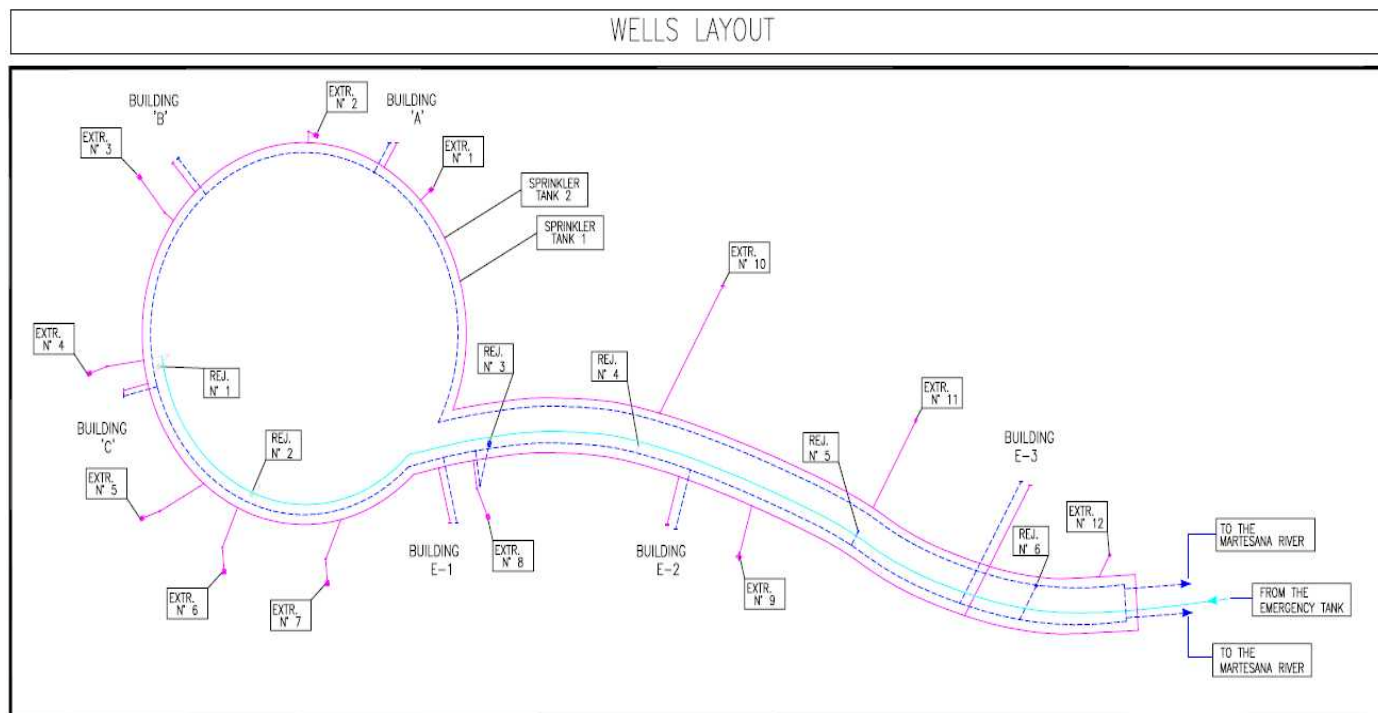 WELLS LAYOUT
BUILDING
'B'
EXTR.
N° 2
BUILDING
'A'
EXTR.
N° 3
EXTR.
N° 1
SPRINKLER
TANK 2
SPRINKLER
TANK 1
EXTR.
N° 10
EXTR.
N° 4
REJ.
N° 1
REJ.
N° 3
REJ.
N° 4
EXTR.
N° 11
BUILDING
'C'
REJ.
N° 2
REJ.
N° 5
BUILDING
E-3
EXTR.
N° 5
EXTR.
N° 12
REJ.
N° 6
TO THE
MARTESANA RIVER
BUILDING
E-1
EXTR.
N° 8
BUILDING
E-2
EXTR.
N° 6
EXTR.
N° 7
EXTR.
N° 9
FROM THE
EMERGENCY TANK
TO THE
MARTESANA RIVER